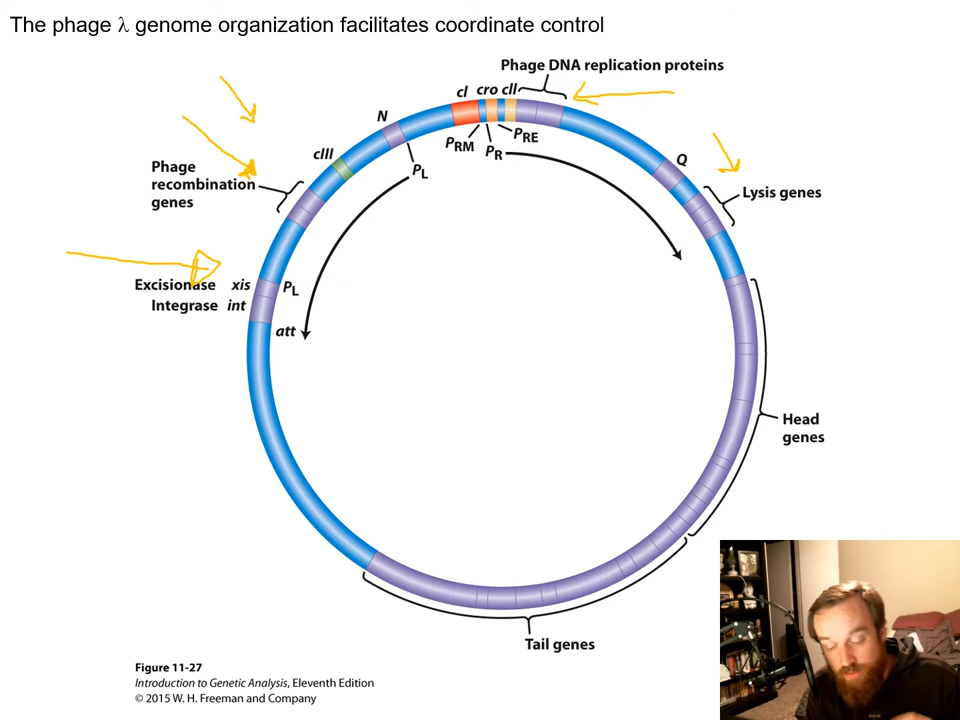 The phage λ genome organization facilitates coordinate control
Phage DNA replication proteins
cI cro cII
N
PRM
PR
PRE
cIII
PL
Q
Phage
recombination
genes
Lysis genes
Excisionase xis
Integrase int
PL
att
Head
genes
Tail genes
Figure 11-27
Introduction to Genetic Analysis, Eleventh Edition
© 2015 W. H. Freeman and Company